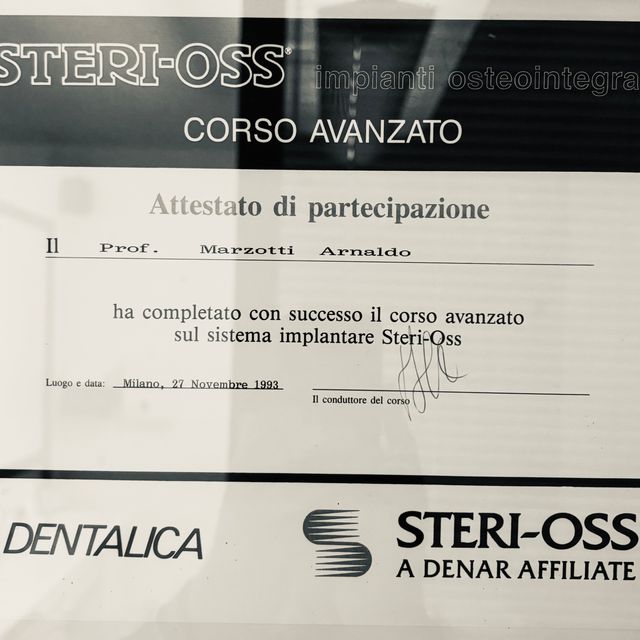 STERI-OSS® impianti osteointegra
CORSO AVANZATO
Attestato di partecipazione
Il Prof. Marzotti Arnaldo
ha completato con successo il corso avanzato
sul sistema implantare Steri-Oss
Luogo e data: Milano, 27 Novembre 1993
Il conduttore del corso
DENTALICA
STERI-OSS
A DENAR AFFILIATE